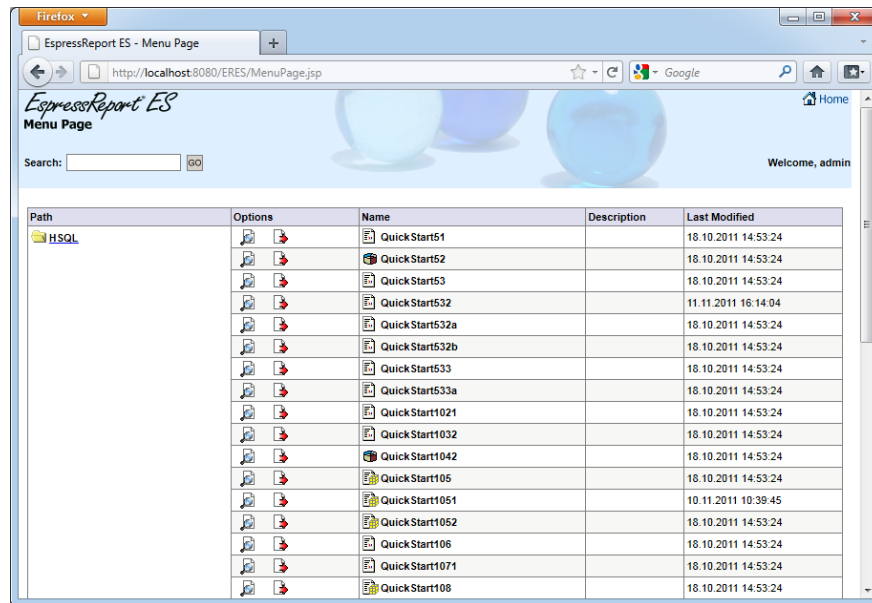 Firefox
EspressReport ES - Menu Page
http://localhost:8080/ERES/MenuPage.jsp
Google
EspressReport ES
Home
Menu Page
Search: GO
Welcome, admin
Path Options Name Description Last Modified
HSQL QuickStart51 18.10.2011 14:53:24
QuickStart52 18.10.2011 14:53:24
QuickStart53 18.10.2011 14:53:24
QuickStart532 11.11.2011 16:14:04
QuickStart532a 18.10.2011 14:53:24
QuickStart532b 18.10.2011 14:53:24
QuickStart533 18.10.2011 14:53:24
QuickStart533a 18.10.2011 14:53:24
QuickStart1021 18.10.2011 14:53:24
QuickStart1032 18.10.2011 14:53:24
QuickStart1042 18.10.2011 14:53:24
QuickStart105 18.10.2011 14:53:24
QuickStart1051 10.11.2011 10:39:45
QuickStart1052 18.10.2011 14:53:24
QuickStart106 18.10.2011 14:53:24
QuickStart1071 18.10.2011 14:53:24
QuickStart108 18.10.2011 14:53:24